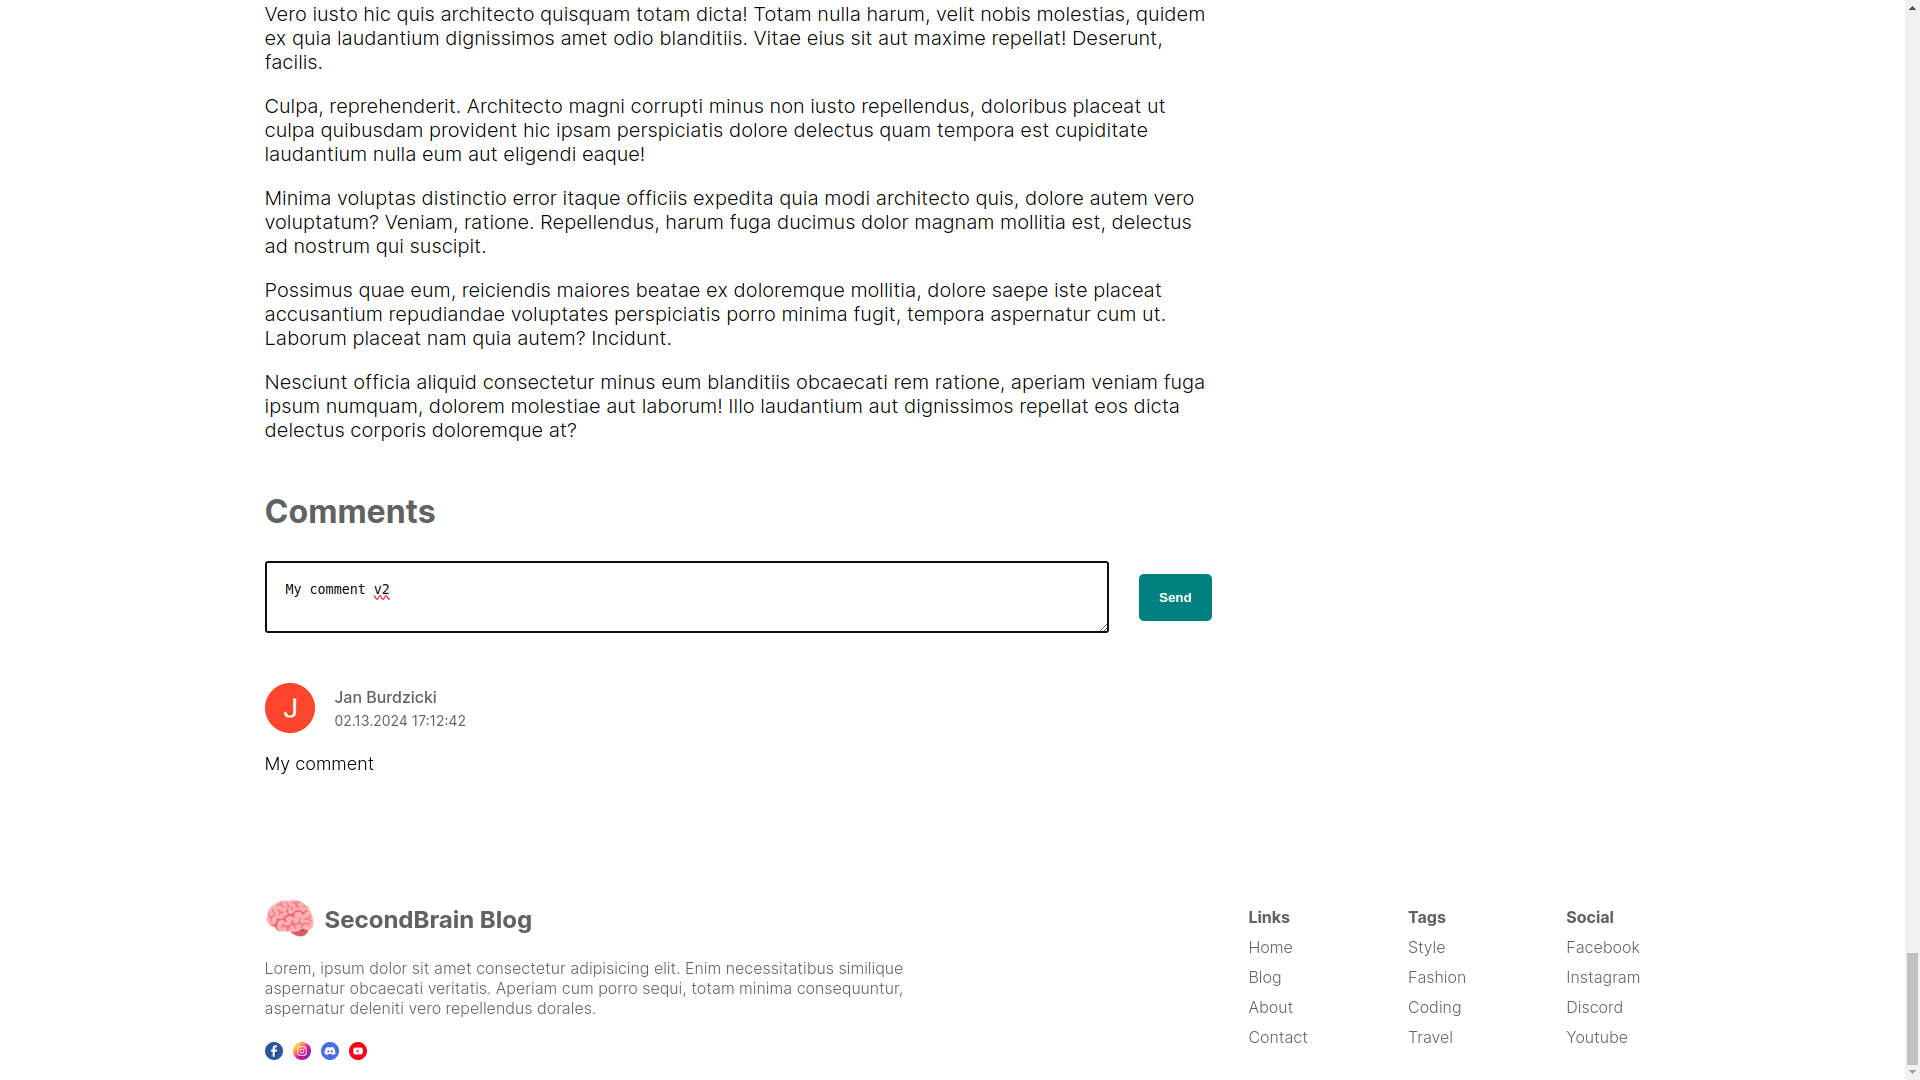 Vero iusto hic quis architecto quisquam totam dicta! Totam nulla harum, velit nobis molestias, quidem
ex quia laudantium dignissimos amet odio blanditiis. Vitae eius sit aut maxime repellat! Deserunt,
facilis.
Culpa, reprehenderit. Architecto magni corrupti minus non iusto repellendus, doloribus placeat ut
culpa quibusdam provident hic ipsam perspiciatis dolore delectus quam tempora est cupiditate
laudantium nulla eum aut eligendi eaque!
Minima voluptas distinctio error itaque officiis expedita quia modi architecto quis, dolore autem vero
voluptatum? Veniam, ratione. Repellendus, harum fuga ducimus dolor magnam mollitia est, delectus
ad nostrum qui suscipit.
Possimus quae eum, reiciendis maiores beatae ex doloremque mollitia, dolore saepe iste placeat
accusantium repudiandae voluptates perspiciatis porro minima fugit, tempora aspernatur cum ut.
Laborum placeat nam quia autem? Incidunt.
Nesciunt officia aliquid consectetur minus eum blanditiis obcaecati rem ratione, aperiam veniam fuga
ipsum numquam, dolorem molestiae aut laborum! Illo laudantium aut dignissimos repellat eos dicta
delectus corporis doloremque at?
Comments
My comment v2
Send
J
Jan Burdzicki
02.13.2024 17:12:42
My comment
SecondBrain Blog
Lorem, ipsum dolor sit amet consectetur adipisicing elit. Enim necessitatibus similique
aspernatur obcaecati veritatis. Aperiam cum porro sequi, totam minima consequuntur,
aspernatur deleniti vero repellendus dorales.
Links
Home
Blog
About
Contact
Tags
Style
Fashion
Coding
Travel
Social
Facebook
Instagram
Discord
Youtube